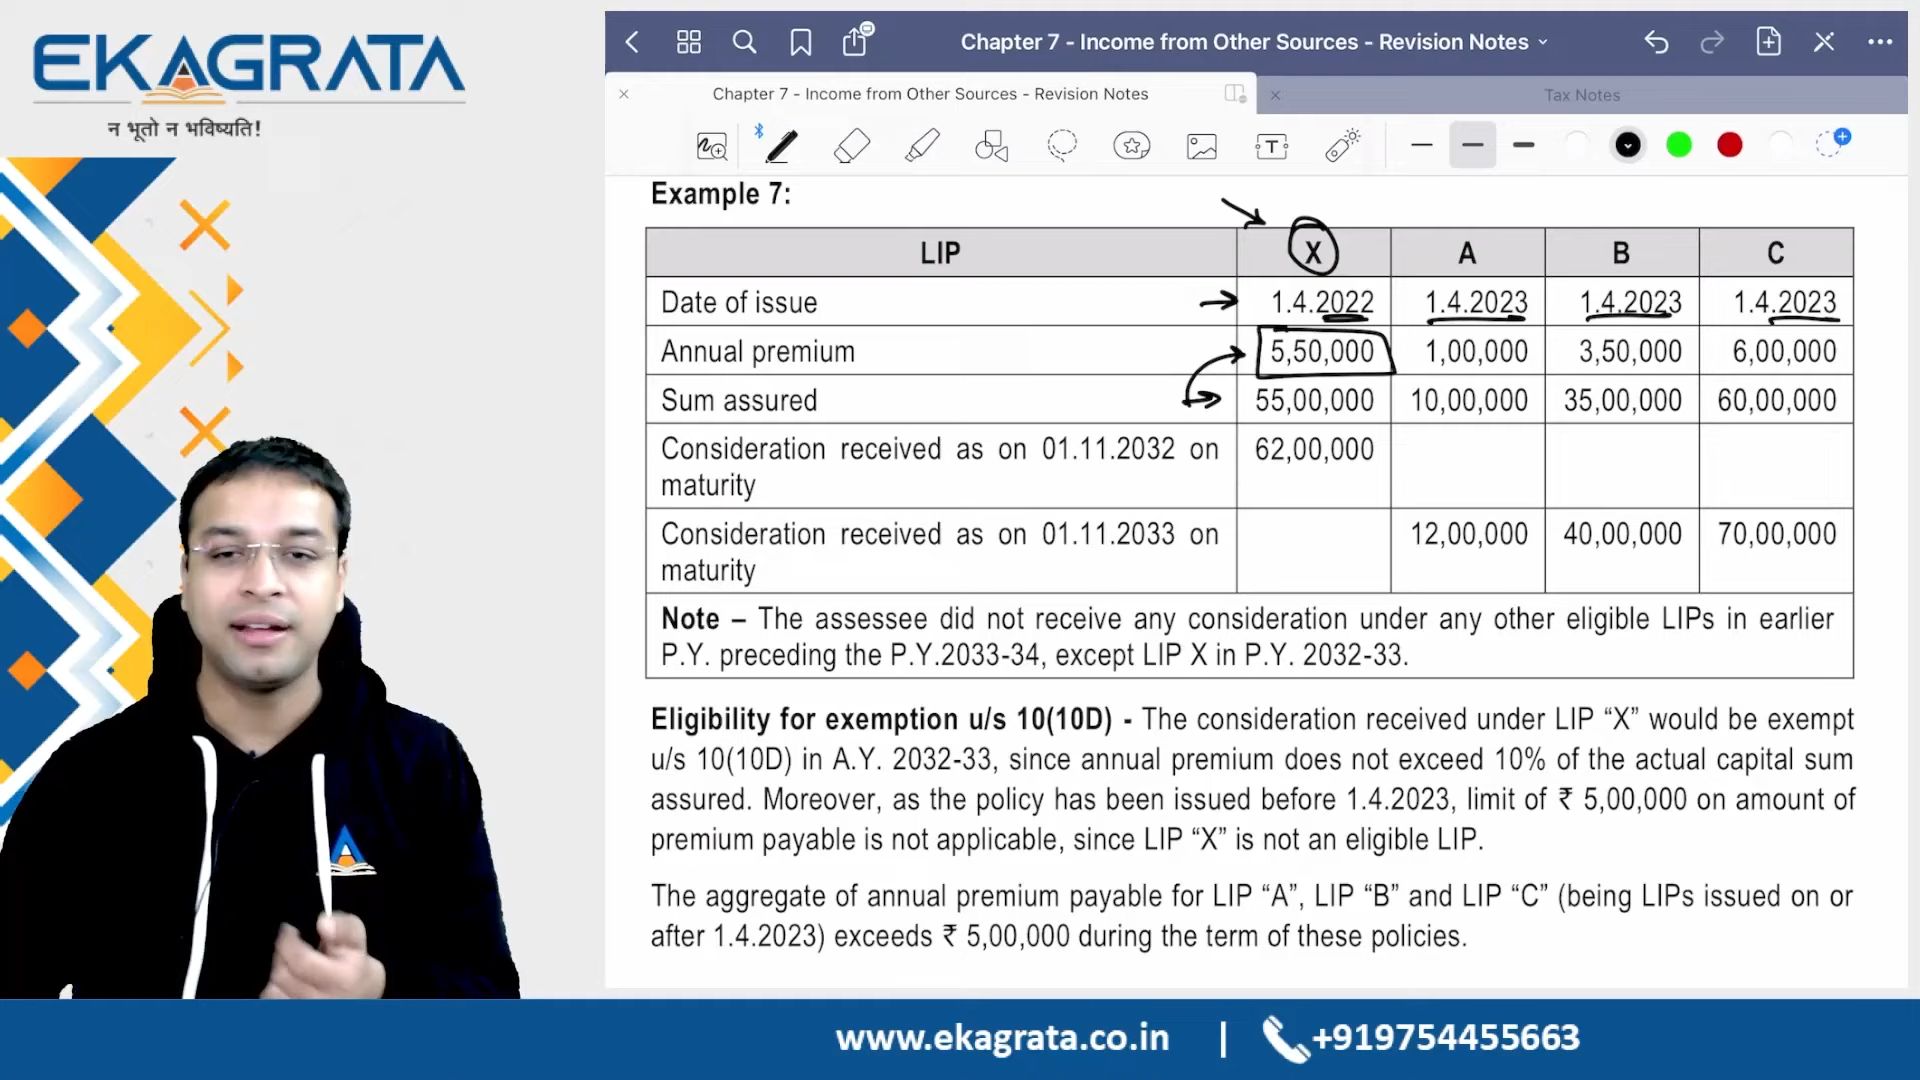 EKAGRATA
न भूतो न भविष्यति!
Chapter 7 - Income from Other Sources - Revision Notes
Chapter 7 - Income from Other Sources - Revision Notes
Tax Notes
Example 7:
LIP X A B C
Date of issue 1.4.2022 1.4.2023 1.4.2023 1.4.2023
Annual premium 5,50,000 1,00,000 3,50,000 6,00,000
Sum assured 55,00,000 10,00,000 35,00,000 60,00,000
Consideration received as on 01.11.2032 on 62,00,000
maturity
Consideration received as on 01.11.2033 on 12,00,000 40,00,000 70,00,000
maturity
Note – The assessee did not receive any consideration under any other eligible LIPs in earlier
P.Y. preceding the P.Y.2033-34, except LIP X in P.Y. 2032-33.
Eligibility for exemption u/s 10(10D) - The consideration received under LIP “X” would be exempt
u/s 10(10D) in A.Y. 2032-33, since annual premium does not exceed 10% of the actual capital sum
assured. Moreover, as the policy has been issued before 1.4.2023, limit of ₹ 5,00,000 on amount of
premium payable is not applicable, since LIP “X” is not an eligible LIP.
The aggregate of annual premium payable for LIP “A”, LIP “B” and LIP “C” (being LIPs issued on or
after 1.4.2023) exceeds ₹ 5,00,000 during the term of these policies.
www.ekagrata.co.in | +919754455663